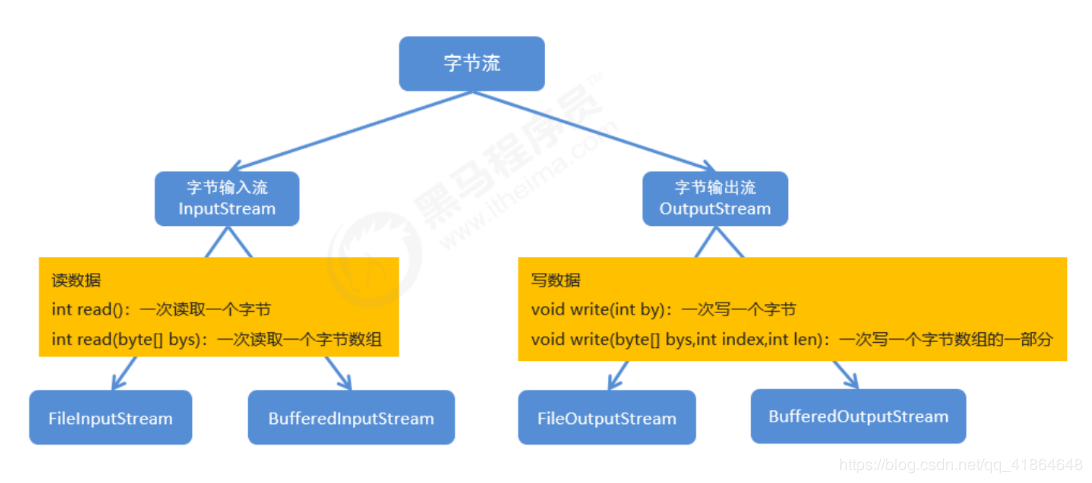 字节流
字节输入流
InputStream
字节输出流
OutputStream
读数据
int read()：一次读取一个字节
int read(byte[] bys)：一次读取一个字节数组
写数据
void write(int by)：一次写一个字节
void write(byte[] bys,int index,int len)：一次写一个字节数组的一部分
FileInputStream
BufferedInputStream
FileOutputStream
BufferedOutputStream
黑马程序员™
www.itheima.com
https://blog.csdn.net/qq_41864648